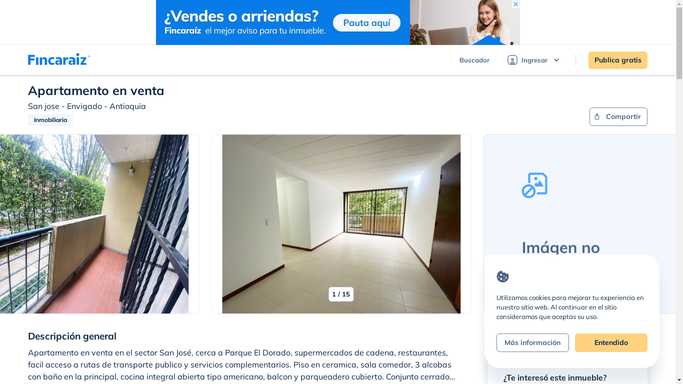 ¿Vendes o arriendas?
Fincaraíz el mejor aviso para tu inmueble.
Pauta aquí
Fincaraíz
Buscador
Ingresar
Publica gratis
Apartamento en venta
San jose - Envigado - Antioquia
Inmobiliaria
Compartir
1 / 15
Imágen no
Utilizamos cookies para mejorar tu experiencia en
nuestro sitio web. Al continuar en el sitio
consideramos que aceptas su uso.
Más información
Entendido
Descripción general
Apartamento en venta en el sector San José, cerca a Parque El Dorado, supermercados de cadena, restaurantes,
facil acceso a rutas de transporte publico y servicios complementarios. Piso en ceramica, sala comedor, 3 alcobas
con baño en la principal, cocina integral abierta tipo americano, balcon y parqueadero cubierto. Conjunto cerrado...
¿Te interesó este inmueble?